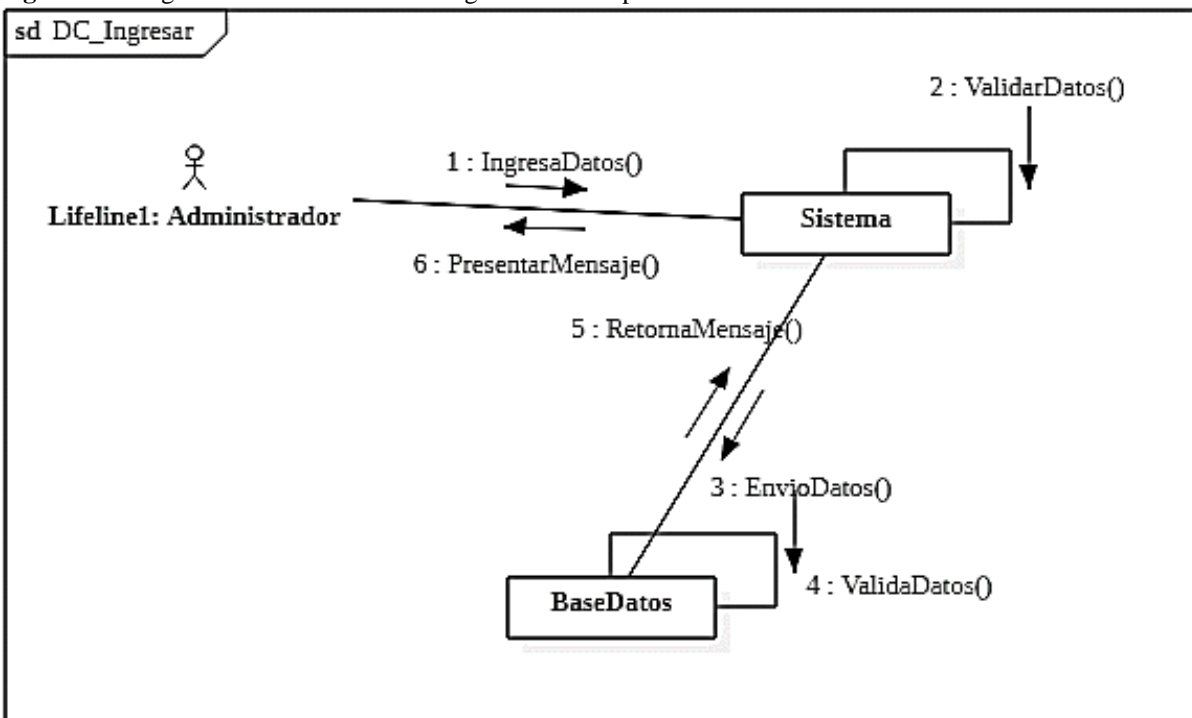 sd DC_Ingresar
2 : ValidarDatos()
1 : IngresaDatos()
Lifeline1: Administrador
Sistema
6 : PresentarMensaje()
5 : RetornaMensaje()
3 : EnvioDatos()
4 : ValidaDatos()
BaseDatos